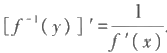 [f⁻¹(y)]′ = 1/f′(x).